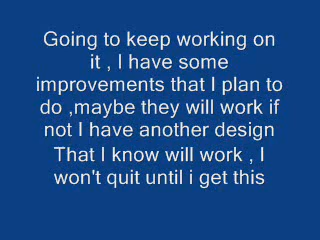 Going to keep working on
it , I have some
improvements that I plan to
do ,maybe they will work if
not I have another design
That I know will work , I
won't quit until i get this